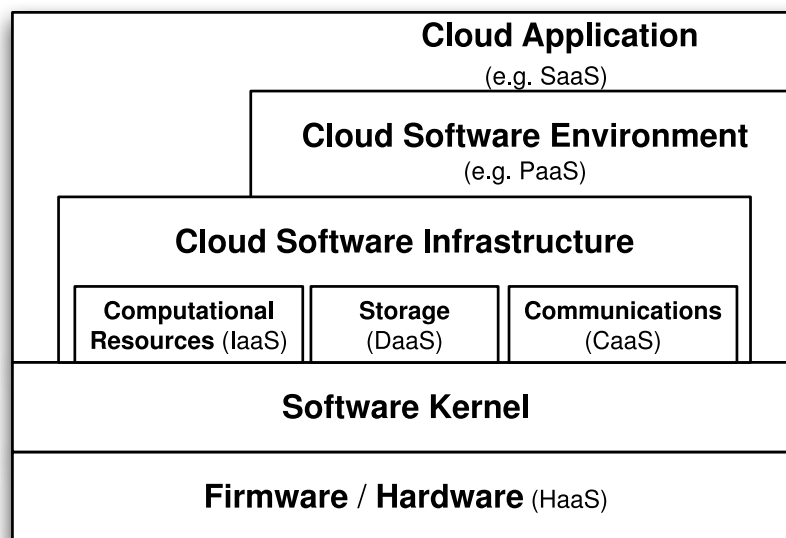 Cloud Application
(e.g. SaaS)
Cloud Software Environment
(e.g. PaaS)
Cloud Software Infrastructure
Computational
Resources (IaaS)
Storage
(DaaS)
Communications
(CaaS)
Software Kernel
Firmware / Hardware (HaaS)